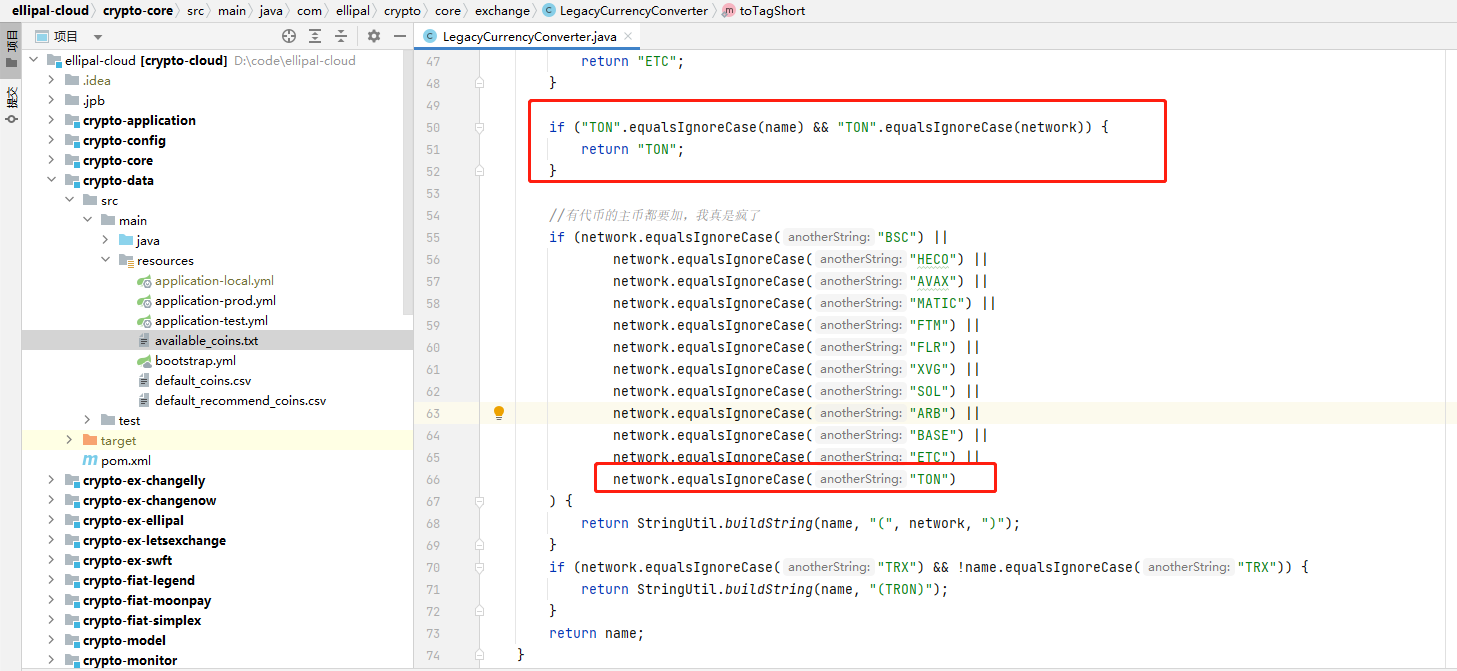 ellipal-cloud › crypto-core › src › main › java › com › ellipal › crypto › core › exchange › LegacyCurrencyConverter › toTagShort
项目
提交
项目
ellipal-cloud [crypto-cloud] D:\code\ellipal-cloud
.idea
.jpb
crypto-application
crypto-config
crypto-core
crypto-data
src
main
java
resources
application-local.yml
application-prod.yml
application-test.yml
available_coins.txt
bootstrap.yml
default_coins.csv
default_recommend_coins.csv
test
target
pom.xml
crypto-ex-changelly
crypto-ex-changenow
crypto-ex-ellipal
crypto-ex-letsexchange
crypto-ex-swft
crypto-fiat-legend
crypto-fiat-moonpay
crypto-fiat-simplex
crypto-model
crypto-monitor
LegacyCurrencyConverter.java
47 return "ETC";
48 }
49
50 if ("TON".equalsIgnoreCase(name) && "TON".equalsIgnoreCase(network)) {
51 return "TON";
52 }
53
54 //有代币的主币都要加，我真是疯了
55 if (network.equalsIgnoreCase( anotherString: "BSC") ||
56 network.equalsIgnoreCase( anotherString: "HECO") ||
57 network.equalsIgnoreCase( anotherString: "AVAX") ||
58 network.equalsIgnoreCase( anotherString: "MATIC") ||
59 network.equalsIgnoreCase( anotherString: "FTM") ||
60 network.equalsIgnoreCase( anotherString: "FLR") ||
61 network.equalsIgnoreCase( anotherString: "XVG") ||
62 network.equalsIgnoreCase( anotherString: "SOL") ||
63 network.equalsIgnoreCase( anotherString: "ARB") ||
64 network.equalsIgnoreCase( anotherString: "BASE") ||
65 network.equalsIgnoreCase( anotherString: "ETC") ||
66 network.equalsIgnoreCase( anotherString: "TON")
67 ) {
68 return StringUtil.buildString(name, "(", network, ")");
69 }
70 if (network.equalsIgnoreCase( anotherString: "TRX") && !name.equalsIgnoreCase( anotherString: "TRX")) {
71 return StringUtil.buildString(name, "(TRON)");
72 }
73 return name;
74 }